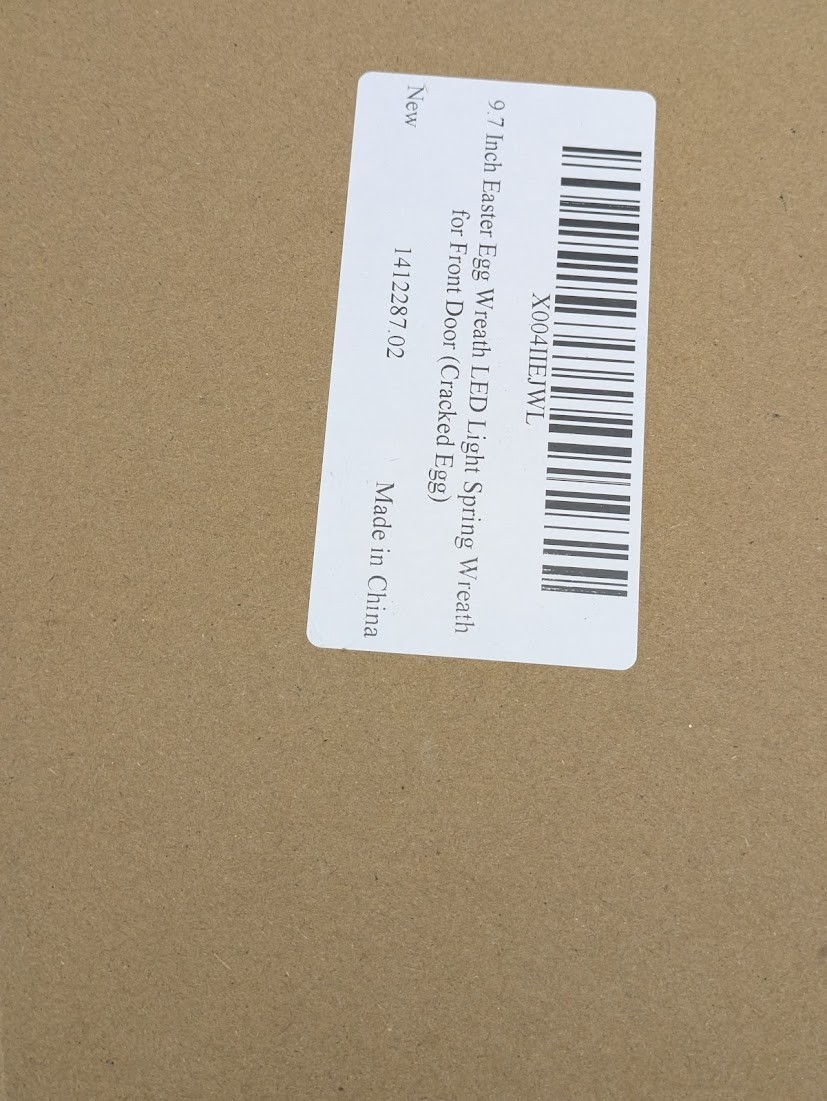 X004IIEJWL
9.7 Inch Easter Egg Wreath LED Light Spring Wreath
for Front Door (Cracked Egg)
New
1412287.02
Made in China